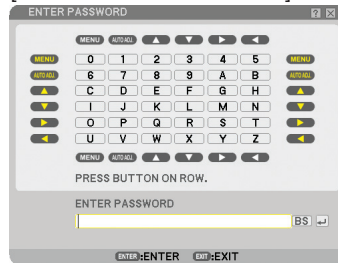 ENTER PASSWORD
MENU AUTO ADJ.
MENU 0 1 2 3 4 5 MENU
AUTO ADJ. 6 7 8 9 A B AUTO ADJ.
C D E F G H
I J K L M N
O P Q R S T
U V W X Y Z
MENU AUTO ADJ.
PRESS BUTTON ON ROW.
ENTER PASSWORD
BS
ENTER :ENTER EXIT :EXIT